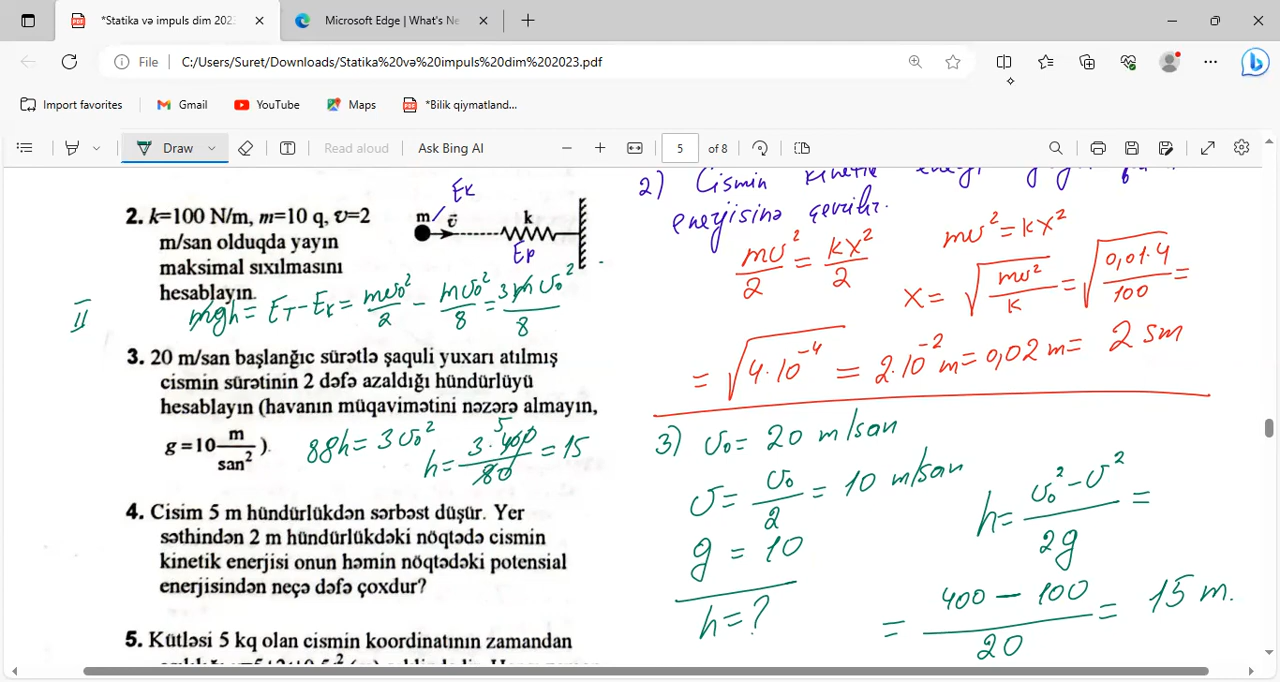 *Statika və impuls dim 202
Microsoft Edge | What's Ne
File
C:/Users/Suret/Downloads/Statika%20və%20impuls%20dim%202023.pdf
Import favorites
Gmail
YouTube
Maps
*Bilik qiymatland...
Draw
Read aloud
Ask Bing AI
5 of 8
2. k=100 N/m, m=10 q, υ=2
m/san olduqda yayın
maksimal sıxılmasını
hesablayın.
m υ⃗ k
Ek
Ep
II
mgh = ET - Ek = mυ₀²/2 - mυ₀²/8 = 3mυ₀²/8
3. 20 m/san başlanğıc sürətlə şaquli yuxarı atılmış
cismin sürətinin 2 dəfə azaldığı hündürlüyü
hesablayın (havanın müqavimətini nəzərə almayın,
g=10 m/san²).
8gh = 3υ₀²
h = 3·400/80 = 15
5
4. Cisim 5 m hündürlükdən sərbəst düşür. Yer
səthindən 2 m hündürlükdəki nöqtədə cismin
kinetik enerjisi onun həmin nöqtədəki potensial
enerjisindən neçə dəfə çoxdur?
5. Kütləsi 5 kq olan cismin koordinatının zamandan
2) Cismin kinetik
enerjisinə çevrilir.
mυ²/2 = kx²/2
mυ² = kx²
x = √(mυ²/k) = √(0,01·4/100) =
= √(4·10⁻⁴) = 2·10⁻² m = 0,02 m = 2 sm
3) υ₀ = 20 m/san
υ = υ₀/2 = 10 m/san
g = 10
h = ?
h = (υ₀² - υ²)/2g =
= (400 - 100)/20 = 15 m.